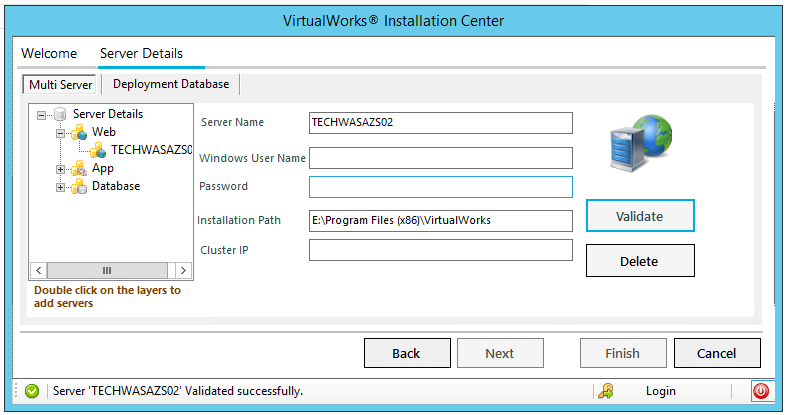 VirtualWorks® Installation Center
Welcome
Server Details
Multi Server
Deployment Database
Server Details
Web
TECHWASAZS0
App
Database
Double click on the layers to
add servers
Server Name
TECHWASAZS02
Windows User Name
Password
Installation Path
E:\Program Files (x86)\VirtualWorks
Cluster IP
Validate
Delete
Back
Next
Finish
Cancel
Server 'TECHWASAZS02' Validated successfully.
Login